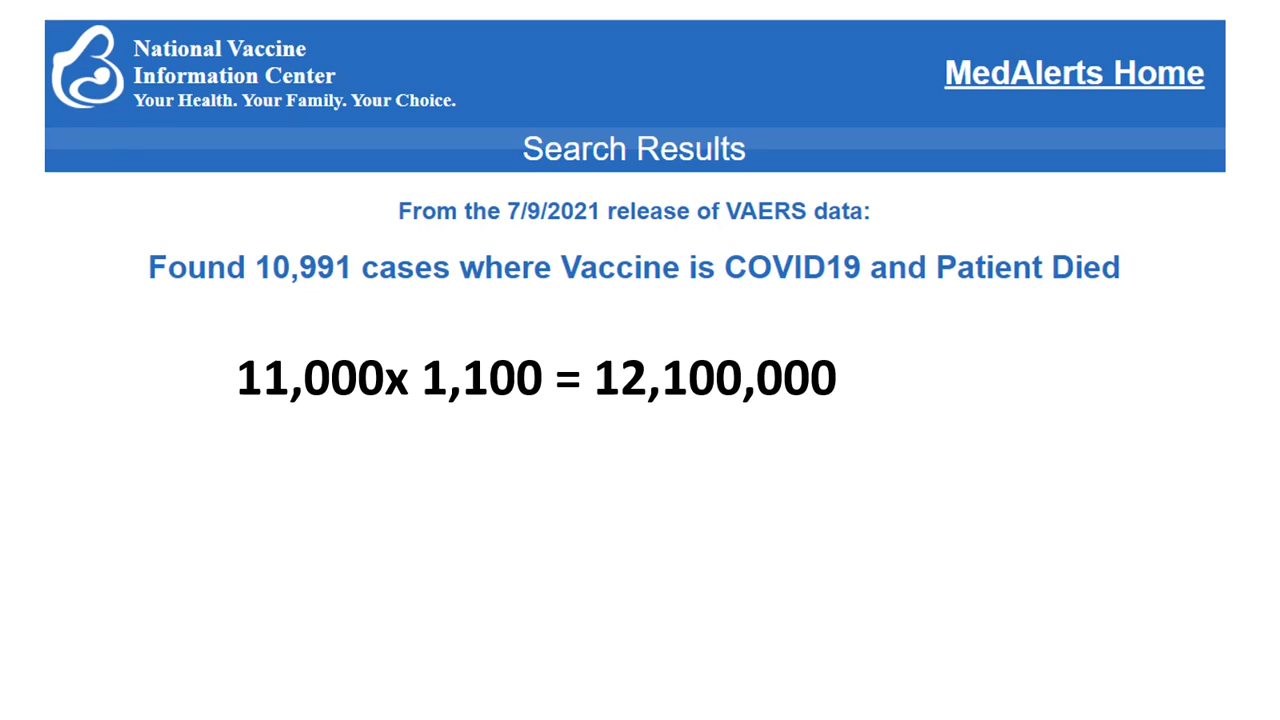 National Vaccine
Information Center
Your Health. Your Family. Your Choice.
MedAlerts Home
Search Results
From the 7/9/2021 release of VAERS data:
Found 10,991 cases where Vaccine is COVID19 and Patient Died
11,000x 1,100 = 12,100,000